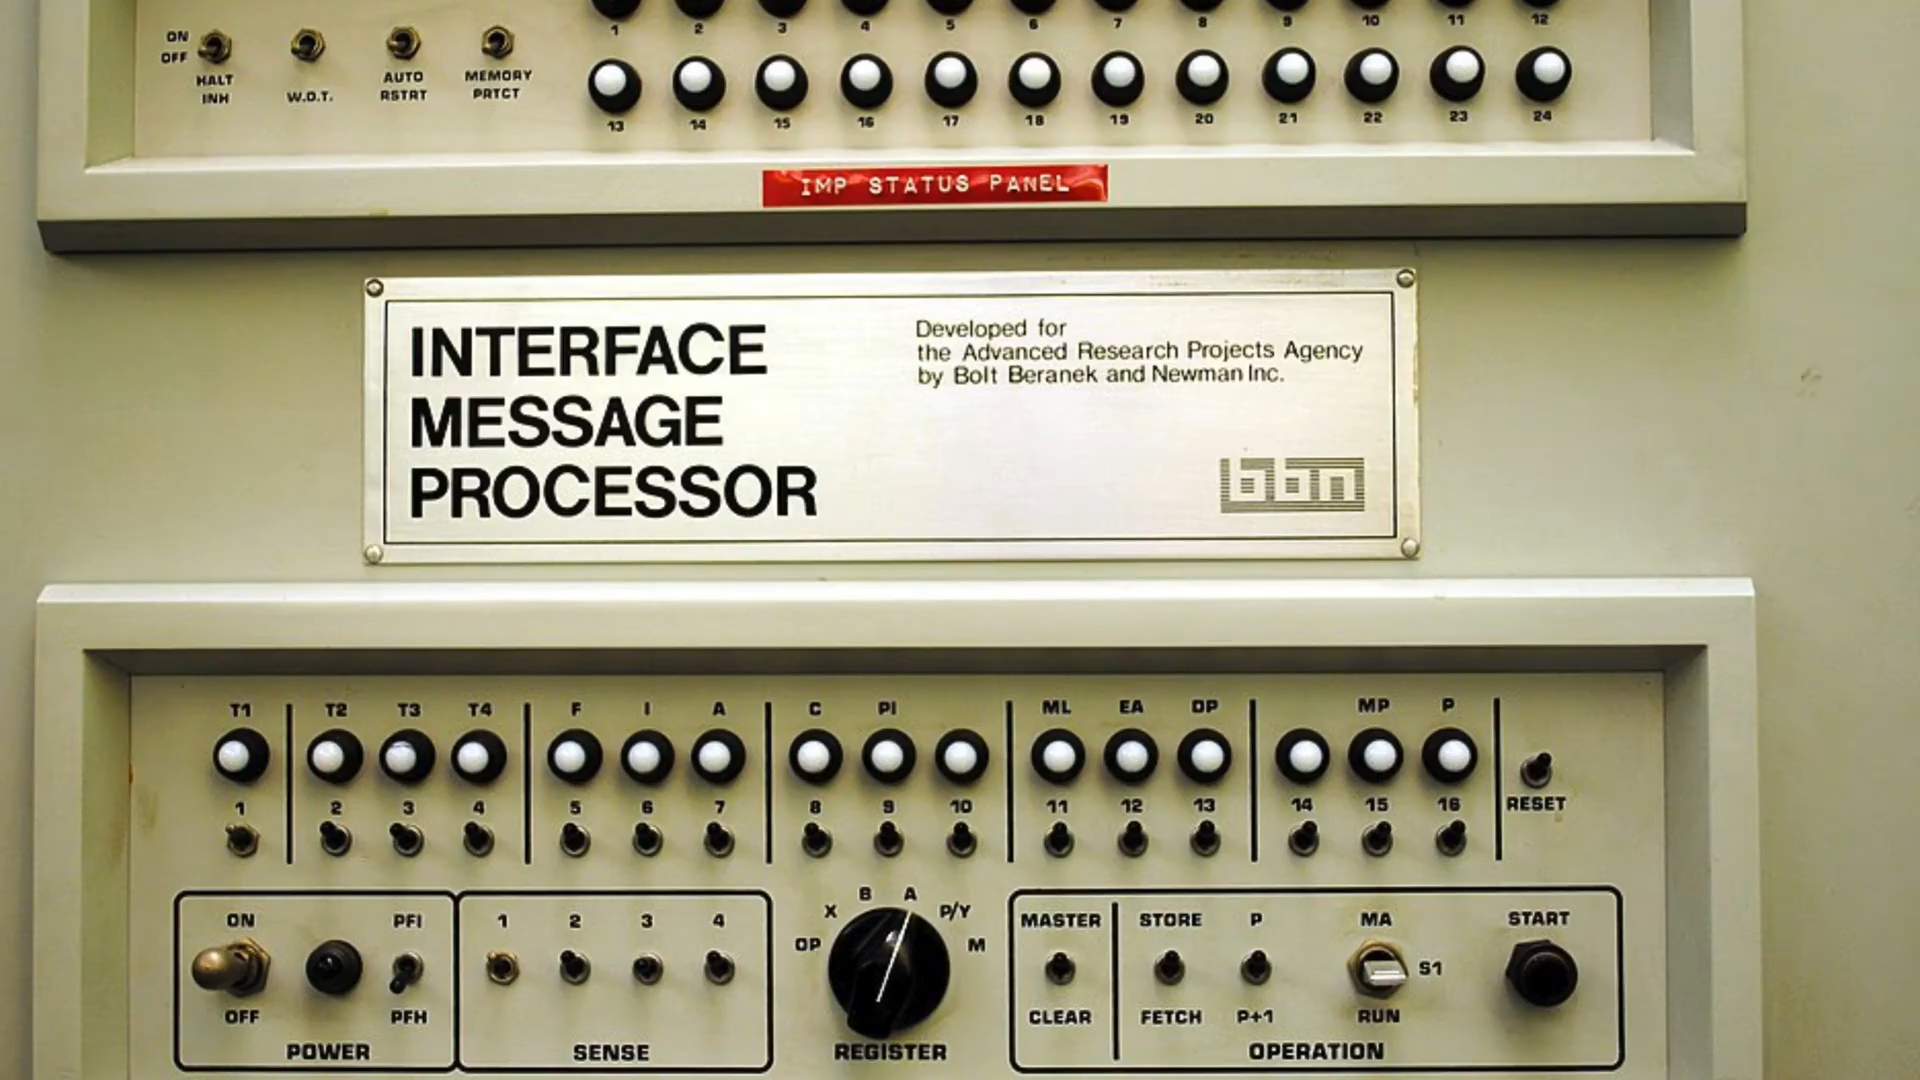 1 2 3 4 5 6 7 8 9 10 11 12
ON
OFF
HALT INH
W.D.T.
AUTO RSTRT
MEMORY PRTCT
13 14 15 16 17 18 19 20 21 22 23 24
IMP STATUS PANEL
INTERFACE
MESSAGE
PROCESSOR
Developed for
the Advanced Research Projects Agency
by Bolt Beranek and Newman Inc.
bbn
T1 T2 T3 T4 F I A C PI ML EA OP MP P
1 2 3 4 5 6 7 8 9 10 11 12 13 14 15 16
RESET
ON PFI
OFF PFH
POWER
1 2 3 4
SENSE
OP X B A P/Y M
REGISTER
MASTER
CLEAR
STORE P MA START
S1
FETCH P+1 RUN
OPERATION